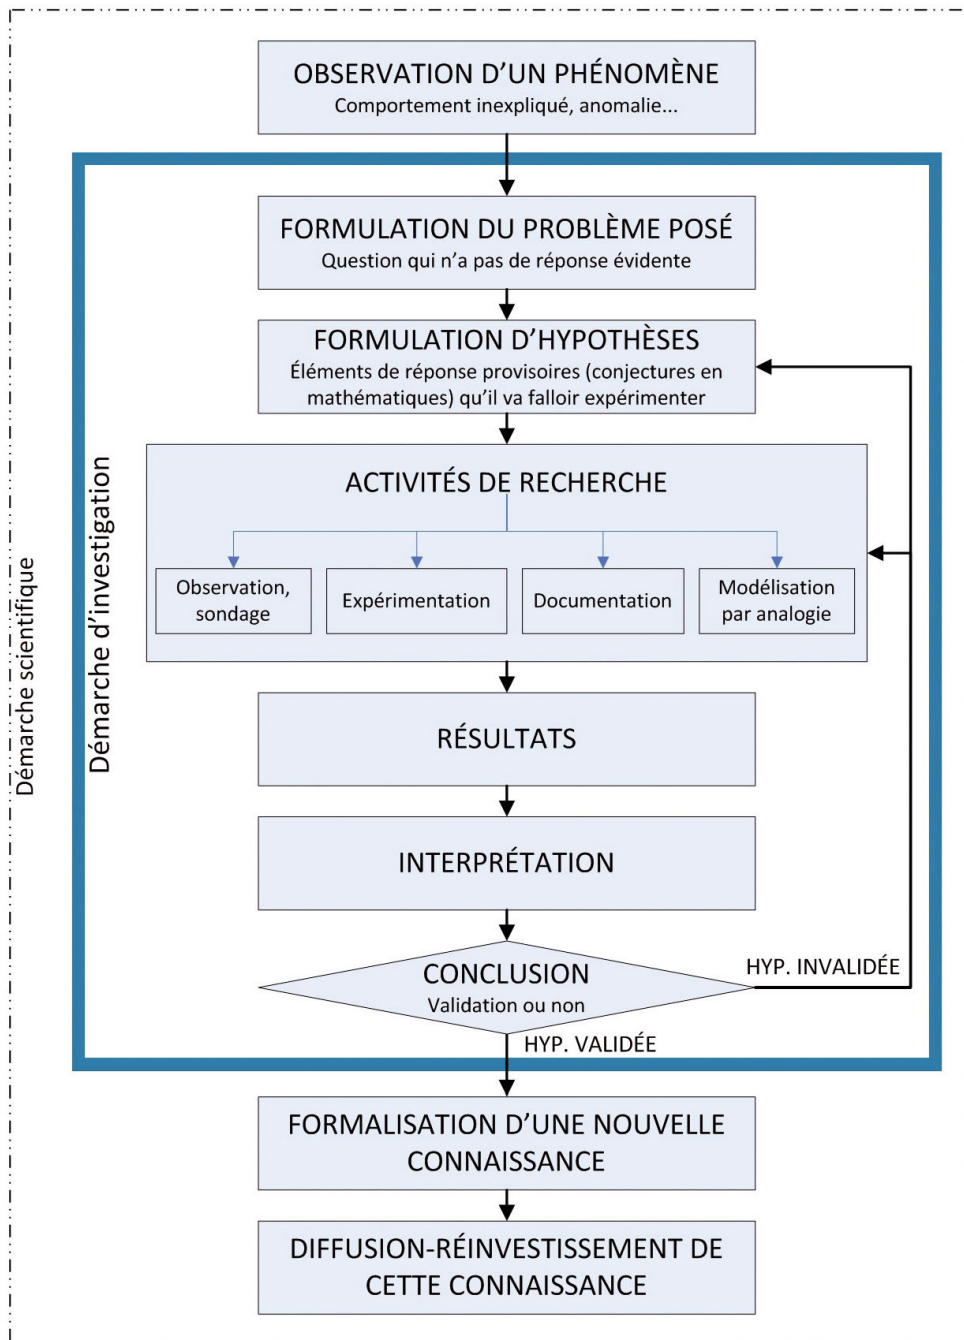 OBSERVATION D’UN PHÉNOMÈNE
Comportement inexpliqué, anomalie...
FORMULATION DU PROBLÈME POSÉ
Question qui n’a pas de réponse évidente
FORMULATION D’HYPOTHÈSES
Éléments de réponse provisoires (conjectures en
mathématiques) qu’il va falloir expérimenter
ACTIVITÉS DE RECHERCHE
Observation,
sondage
Expérimentation
Documentation
Modélisation
par analogie
Démarche d’investigation
Démarche scientifique
RÉSULTATS
INTERPRÉTATION
CONCLUSION
Validation ou non
HYP. INVALIDÉE
HYP. VALIDÉE
FORMALISATION D’UNE NOUVELLE
CONNAISSANCE
DIFFUSION-RÉINVESTISSEMENT DE
CETTE CONNAISSANCE